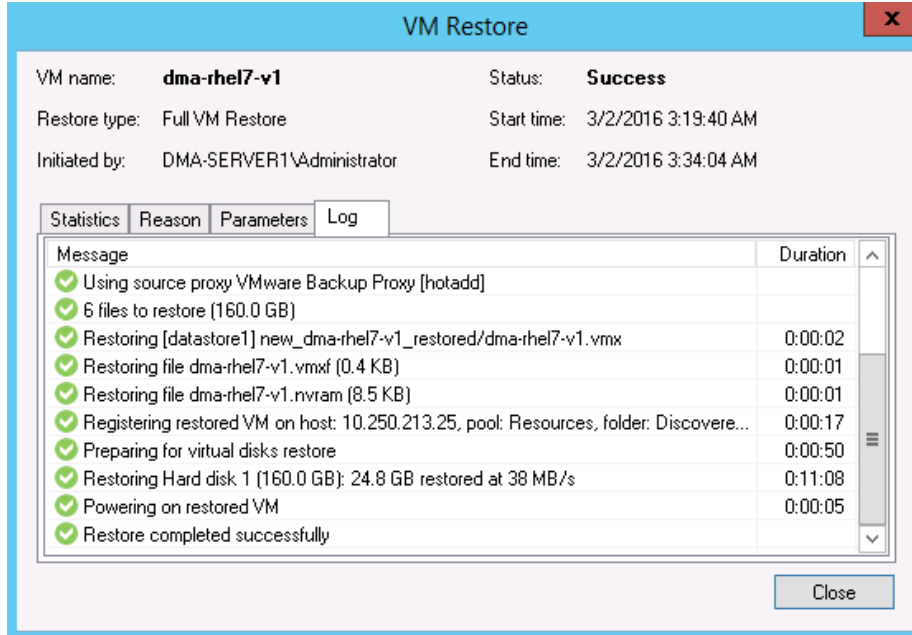 VM Restore
x
VM name: dma-rhel7-v1 Status: Success
Restore type: Full VM Restore Start time: 3/2/2016 3:19:40 AM
Initiated by: DMA-SERVER1\Administrator End time: 3/2/2016 3:34:04 AM
Statistics Reason Parameters Log
Message Duration
Using source proxy VMware Backup Proxy [hotadd]
6 files to restore (160.0 GB)
Restoring [datastore1] new_dma-rhel7-v1_restored/dma-rhel7-v1.vmx 0:00:02
Restoring file dma-rhel7-v1.vmxf (0.4 KB) 0:00:01
Restoring file dma-rhel7-v1.nvram (8.5 KB) 0:00:01
Registering restored VM on host: 10.250.213.25, pool: Resources, folder: Discovere... 0:00:17
Preparing for virtual disks restore 0:00:50
Restoring Hard disk 1 (160.0 GB): 24.8 GB restored at 38 MB/s 0:11:08
Powering on restored VM 0:00:05
Restore completed successfully
Close